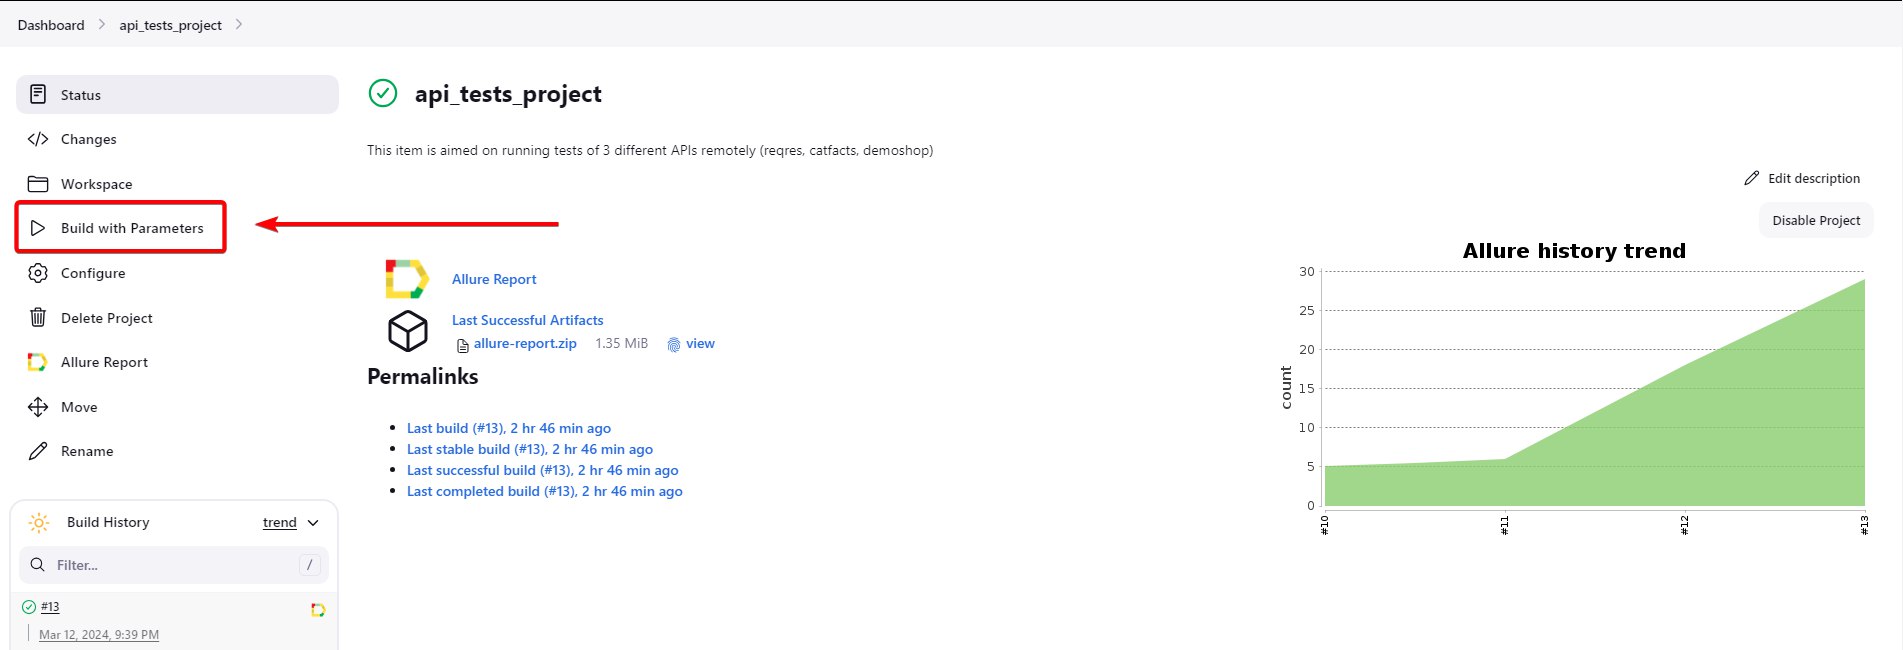 Dashboard api_tests_project
Status
Changes
Workspace
Build with Parameters
Configure
Delete Project
Allure Report
Move
Rename
Build History trend
Filter... /
#13
Mar 12, 2024, 9:39 PM
api_tests_project
This item is aimed on running tests of 3 different APIs remotely (reqres, catfacts, demoshop)
Edit description
Disable Project
Allure Report
Last Successful Artifacts
allure-report.zip 1.35 MiB view
Permalinks
Last build (#13), 2 hr 46 min ago
Last stable build (#13), 2 hr 46 min ago
Last successful build (#13), 2 hr 46 min ago
Last completed build (#13), 2 hr 46 min ago
Allure history trend
count
30
25
20
15
10
5
0
#10
#11
#12
#13